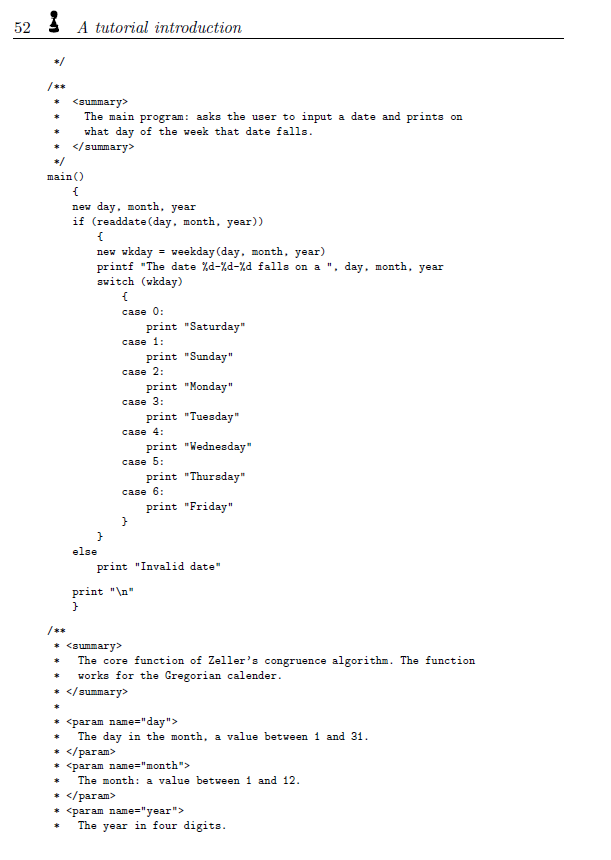 52 A tutorial introduction
*/
/**
* <summary>
* The main program: asks the user to input a date and prints on
* what day of the week that date falls.
* </summary>
*/
main()
{
new day, month, year
if (readdate(day, month, year))
{
new wkday = weekday(day, month, year)
printf "The date %d-%d-%d falls on a ", day, month, year
switch (wkday)
{
case 0:
print "Saturday"
case 1:
print "Sunday"
case 2:
print "Monday"
case 3:
print "Tuesday"
case 4:
print "Wednesday"
case 5:
print "Thursday"
case 6:
print "Friday"
}
}
else
print "Invalid date"
print "\n"
}
/**
* <summary>
* The core function of Zeller's congruence algorithm. The function
* works for the Gregorian calender.
* </summary>
*
* <param name="day">
* The day in the month, a value between 1 and 31.
* </param>
* <param name="month">
* The month: a value between 1 and 12.
* </param>
* <param name="year">
* The year in four digits.